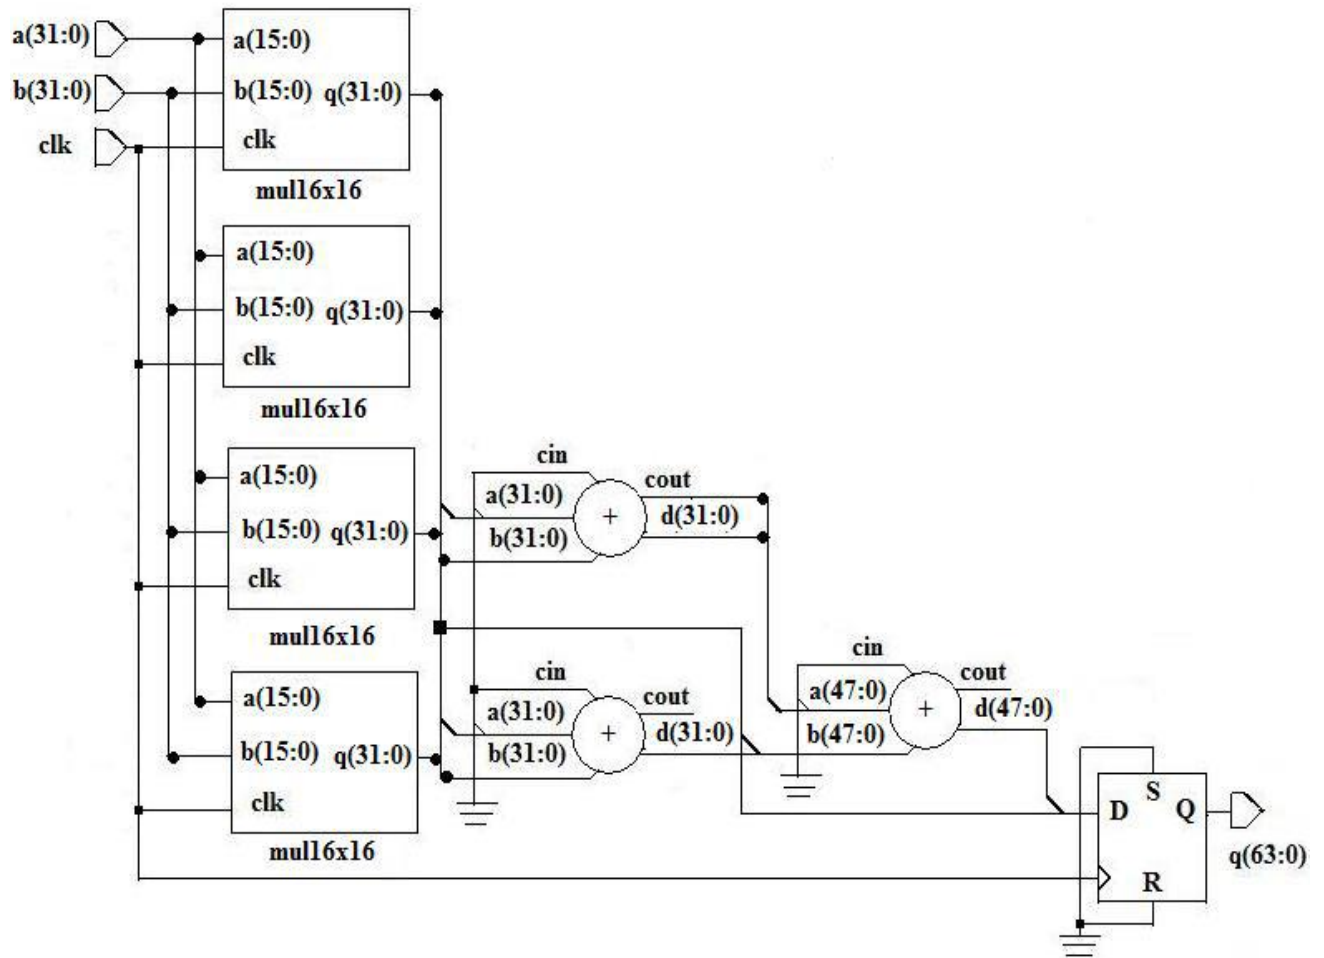 a(31:0)
b(31:0)
clk
a(15:0)
b(15:0) q(31:0)
clk
mul16x16
a(15:0)
b(15:0) q(31:0)
clk
mul16x16
a(15:0)
b(15:0) q(31:0)
clk
mul16x16
a(15:0)
b(15:0) q(31:0)
clk
mul16x16
cin
a(31:0)
b(31:0)
+
cout
d(31:0)
cin
a(31:0)
b(31:0)
+
cout
d(31:0)
cin
a(47:0)
b(47:0)
+
cout
d(47:0)
S
D Q
R
q(63:0)